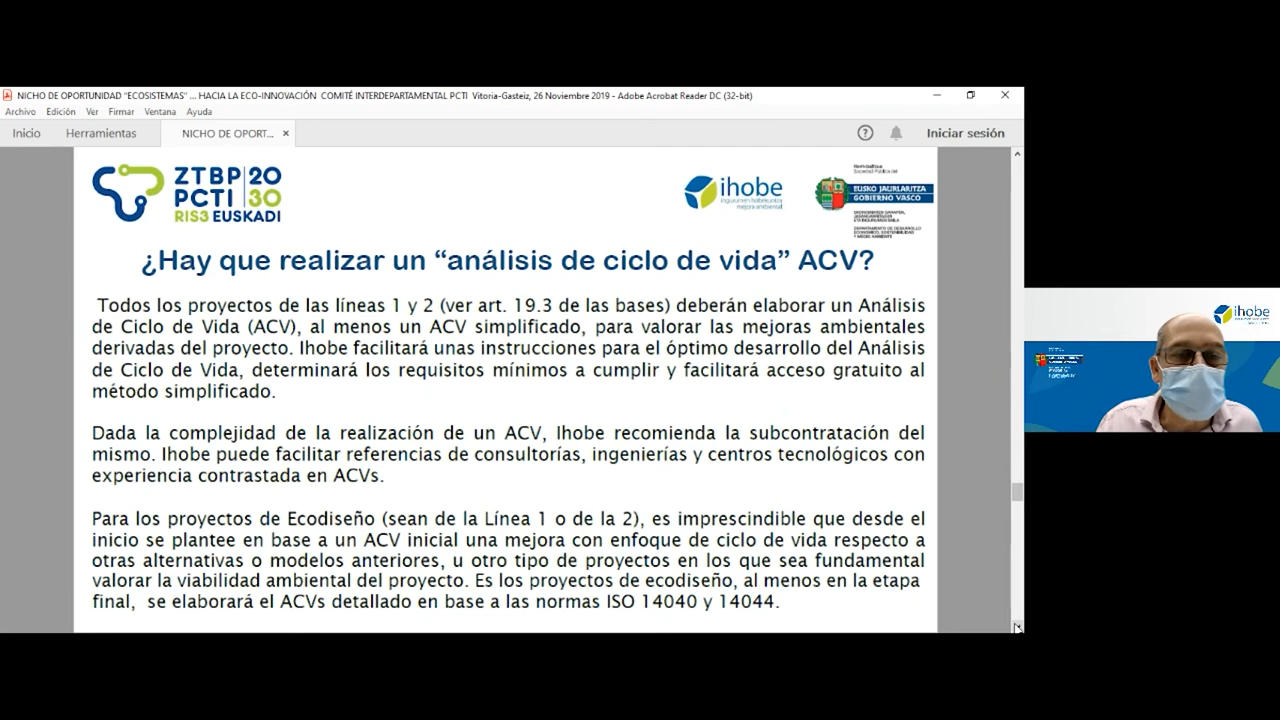 NICHO DE OPORTUNIDAD "ECOSISTEMAS" ... HACIA LA ECO-INNOVACIÓN COMITÉ INTERDEPARTAMENTAL PCTI Vitoria-Gasteiz, 26 Noviembre 2019 - Adobe Acrobat Reader DC (32-bit)
Archivo Edición Ver Firmar Ventana Ayuda
Inicio Herramientas NICHO DE OPORT... × Iniciar sesión
ZTBP 20
PCTI 30
RIS3 EUSKADI
ihobe
ingurumen hobekuntza
mejora ambiental
EUSKO JAURLARITZA
GOBIERNO VASCO
DEPARTAMENTO DE DESARROLLO
ECONÓMICO, SOSTENIBILIDAD
Y MEDIO AMBIENTE
¿Hay que realizar un “análisis de ciclo de vida” ACV?
Todos los proyectos de las líneas 1 y 2 (ver art. 19.3 de las bases) deberán elaborar un Análisis
de Ciclo de Vida (ACV), al menos un ACV simplificado, para valorar las mejoras ambientales
derivadas del proyecto. Ihobe facilitará unas instrucciones para el óptimo desarrollo del Análisis
de Ciclo de Vida, determinará los requisitos mínimos a cumplir y facilitará acceso gratuito al
método simplificado.
Dada la complejidad de la realización de un ACV, Ihobe recomienda la subcontratación del
mismo. Ihobe puede facilitar referencias de consultorías, ingenierías y centros tecnológicos con
experiencia contrastada en ACVs.
Para los proyectos de Ecodiseño (sean de la Línea 1 o de la 2), es imprescindible que desde el
inicio se plantee en base a un ACV inicial una mejora con enfoque de ciclo de vida respecto a
otras alternativas o modelos anteriores, u otro tipo de proyectos en los que sea fundamental
valorar la viabilidad ambiental del proyecto. Es los proyectos de ecodiseño, al menos en la etapa
final, se elaborará el ACVs detallado en base a las normas ISO 14040 y 14044.
ihobe